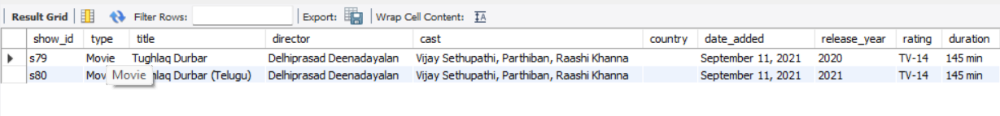 Result Grid Filter Rows: Export: Wrap Cell Content: IA
show_id type title director cast country date_added release_year rating duration
s79 Movie Tughlaq Durbar Delhiprasad Deenadayalan Vijay Sethupathi, Parthiban, Raashi Khanna September 11, 2021 2020 TV-14 145 min
s80 Mov Movie hlaq Durbar (Telugu) Delhiprasad Deenadayalan Vijay Sethupathi, Parthiban, Raashi Khanna September 11, 2021 2021 TV-14 145 min